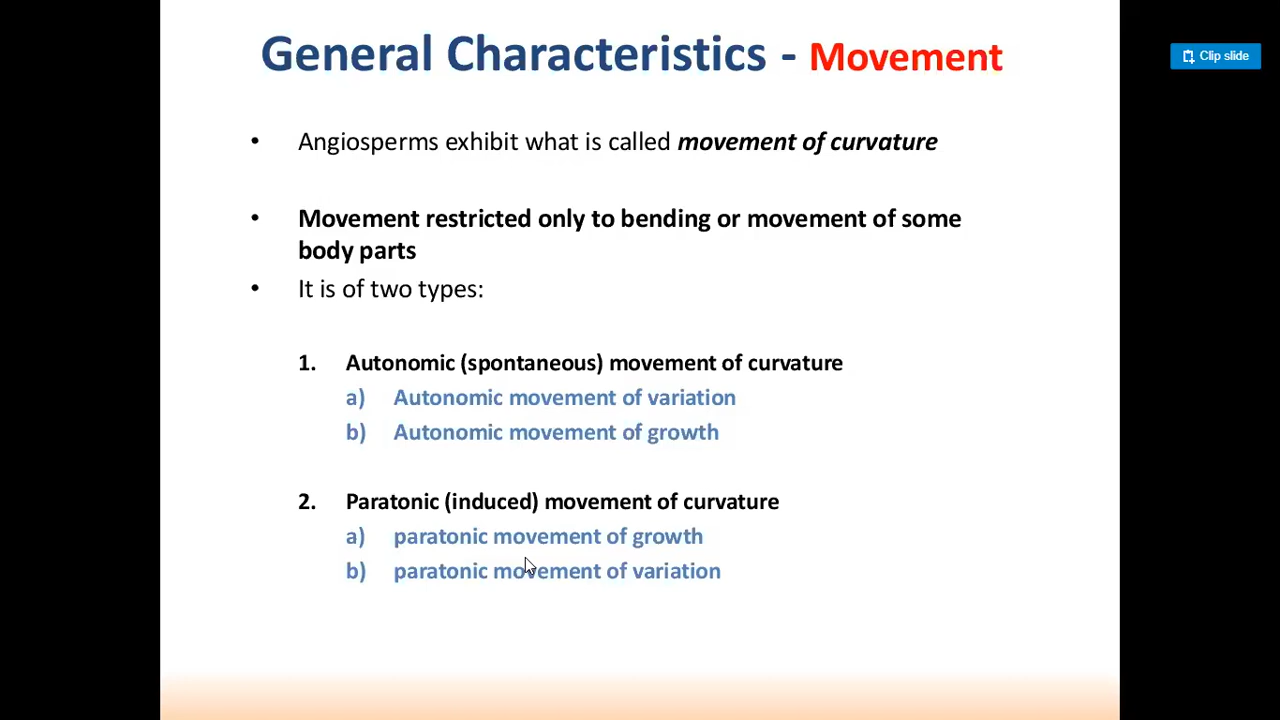 General Characteristics - Movement
Clip slide
• Angiosperms exhibit what is called movement of curvature
• Movement restricted only to bending or movement of some
body parts
• It is of two types:
1. Autonomic (spontaneous) movement of curvature
a) Autonomic movement of variation
b) Autonomic movement of growth
2. Paratonic (induced) movement of curvature
a) paratonic movement of growth
b) paratonic movement of variation